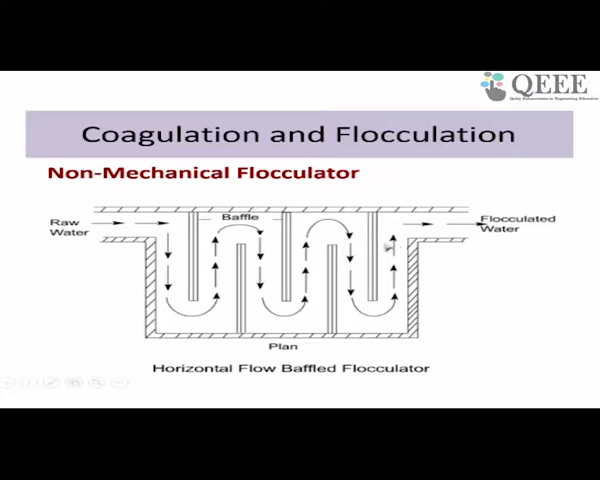 QEEE
Quality Enhancement in Engineering Education
Coagulation and Flocculation
Non-Mechanical Flocculator
Raw
Water
Baffle
Flocculated
Water
Plan
Horizontal Flow Baffled Flocculator